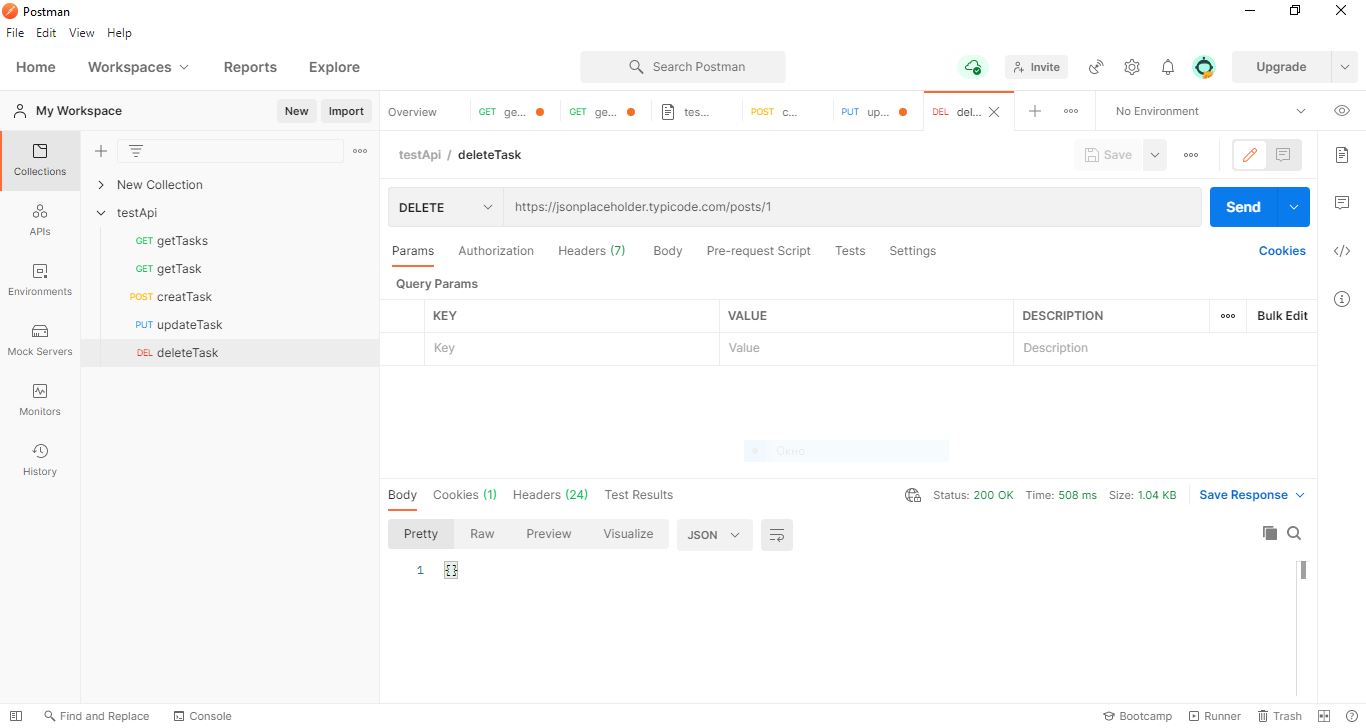 Postman
File Edit View Help
Home Workspaces Reports Explore Search Postman Invite Upgrade
My Workspace New Import Overview GET ge... GET ge... tes... POST c... PUT up... DEL del... No Environment
Collections
APIs
Environments
Mock Servers
Monitors
History
New Collection
testApi
GET getTasks
GET getTask
POST creatTask
PUT updateTask
DEL deleteTask
testApi / deleteTask Save
DELETE https://jsonplaceholder.typicode.com/posts/1 Send
Params Authorization Headers (7) Body Pre-request Script Tests Settings Cookies
Query Params
KEY VALUE DESCRIPTION Bulk Edit
Key Value Description
Окно
Body Cookies (1) Headers (24) Test Results Status: 200 OK Time: 508 ms Size: 1.04 KB Save Response
Pretty Raw Preview Visualize JSON
1 {}
Find and Replace Console Bootcamp Runner Trash